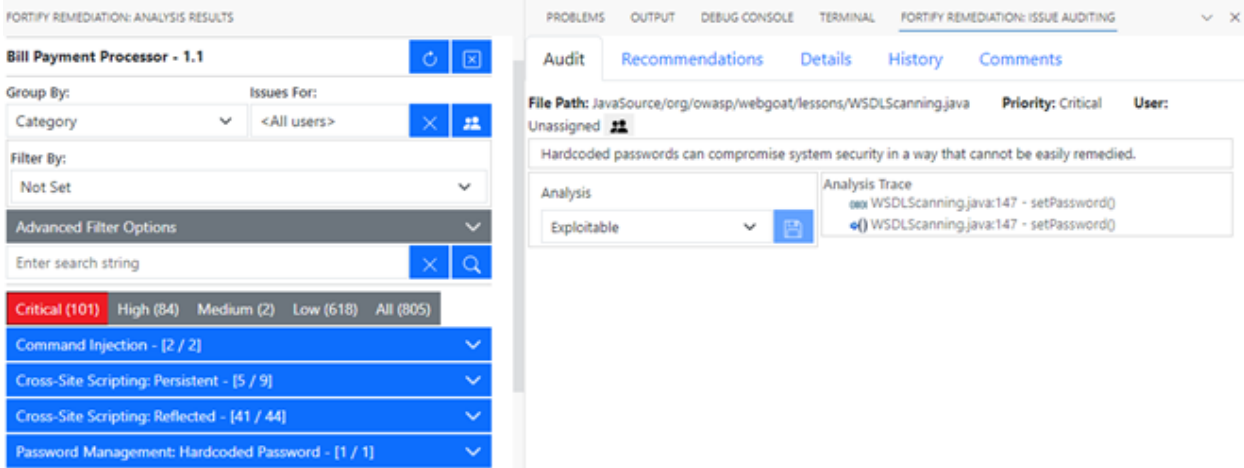 FORTIFY REMEDIATION: ANALYSIS RESULTS
Bill Payment Processor - 1.1
Group By:
Issues For:
Category
<All users>
Filter By:
Not Set
Advanced Filter Options
Enter search string
Critical (101) High (84) Medium (2) Low (618) All (805)
Command Injection - [2 / 2]
Cross-Site Scripting: Persistent - [5 / 9]
Cross-Site Scripting: Reflected - [41 / 44]
Password Management: Hardcoded Password - [1 / 1]
PROBLEMS OUTPUT DEBUG CONSOLE TERMINAL FORTIFY REMEDIATION: ISSUE AUDITING
Audit Recommendations Details History Comments
File Path: JavaSource/org/owasp/webgoat/lessons/WSDLScanning.java Priority: Critical User:
Unassigned
Hardcoded passwords can compromise system security in a way that cannot be easily remedied.
Analysis
Exploitable
Analysis Trace
WSDLScanning.java:147 - setPassword()
WSDLScanning.java:147 - setPassword()